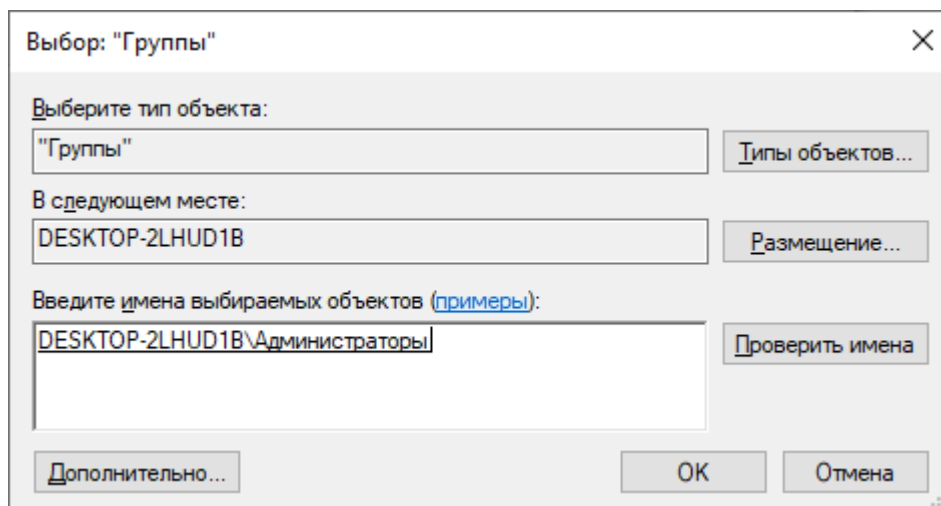 Выбор: "Группы"
Выберите тип объекта:
"Группы"
Типы объектов...
В следующем месте:
DESKTOP-2LHUD1B
Размещение...
Введите имена выбираемых объектов (примеры):
DESKTOP-2LHUD1B\Администраторы
Проверить имена
Дополнительно...
ОК
Отмена